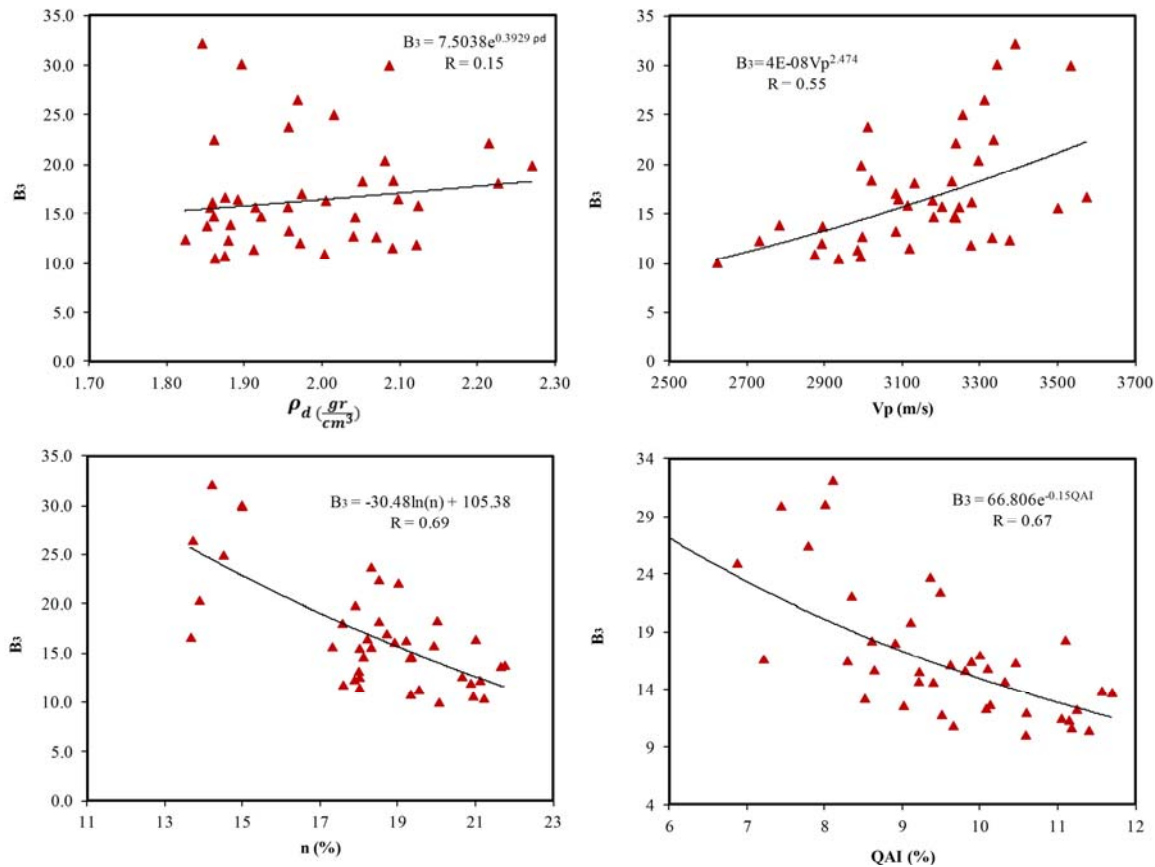 35.0
30.0
25.0
20.0
15.0
10.0
5.0
0.0
B3
B3 = 7.5038e^0.3929 ρd
R = 0.15
1.70 1.80 1.90 2.00 2.10 2.20 2.30
ρd (gr/cm³)
35
30
25
20
15
10
5
0
B3
B3=4E-08Vp^2.474
R = 0.55
2500 2700 2900 3100 3300 3500 3700
Vp (m/s)
35.0
30.0
25.0
20.0
15.0
10.0
5.0
0.0
B3
B3 = -30.48ln(n) + 105.38
R = 0.69
11 13 15 17 19 21 23
n (%)
34
29
24
19
14
9
4
B3
B3 = 66.806e^-0.15QAI
R = 0.67
6 7 8 9 10 11 12
QAI (%)